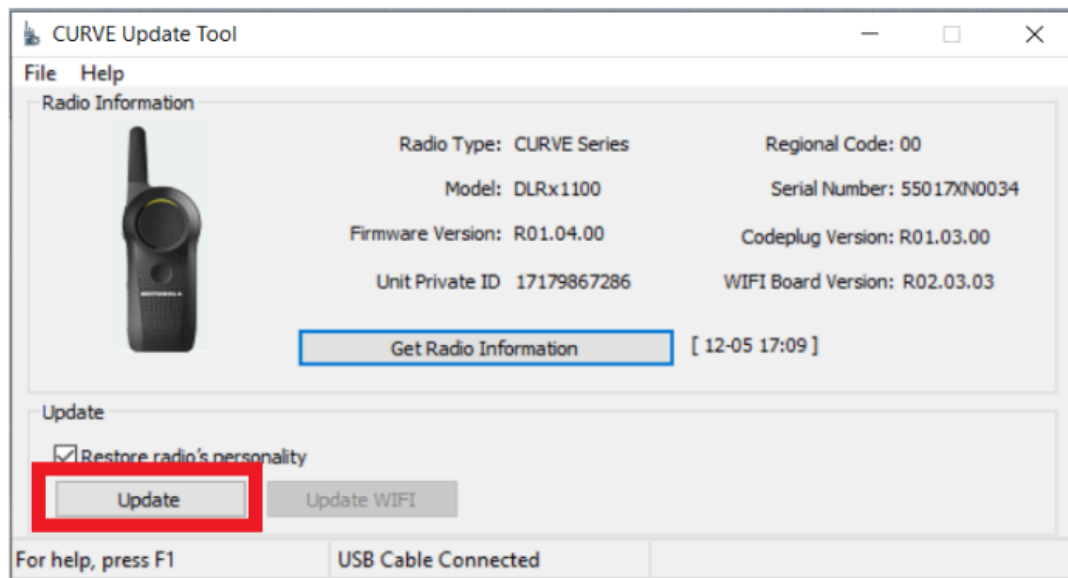 CURVE Update Tool
File Help
Radio Information
Radio Type: CURVE Series Regional Code: 00
Model: DLRx1100 Serial Number: 55017XN0034
Firmware Version: R01.04.00 Codeplug Version: R01.03.00
Unit Private ID 17179867286 WIFI Board Version: R02.03.03
MOTOROLA
Get Radio Information [ 12-05 17:09 ]
Update
Restore radio's personality
Update Update WIFI
For help, press F1 USB Cable Connected